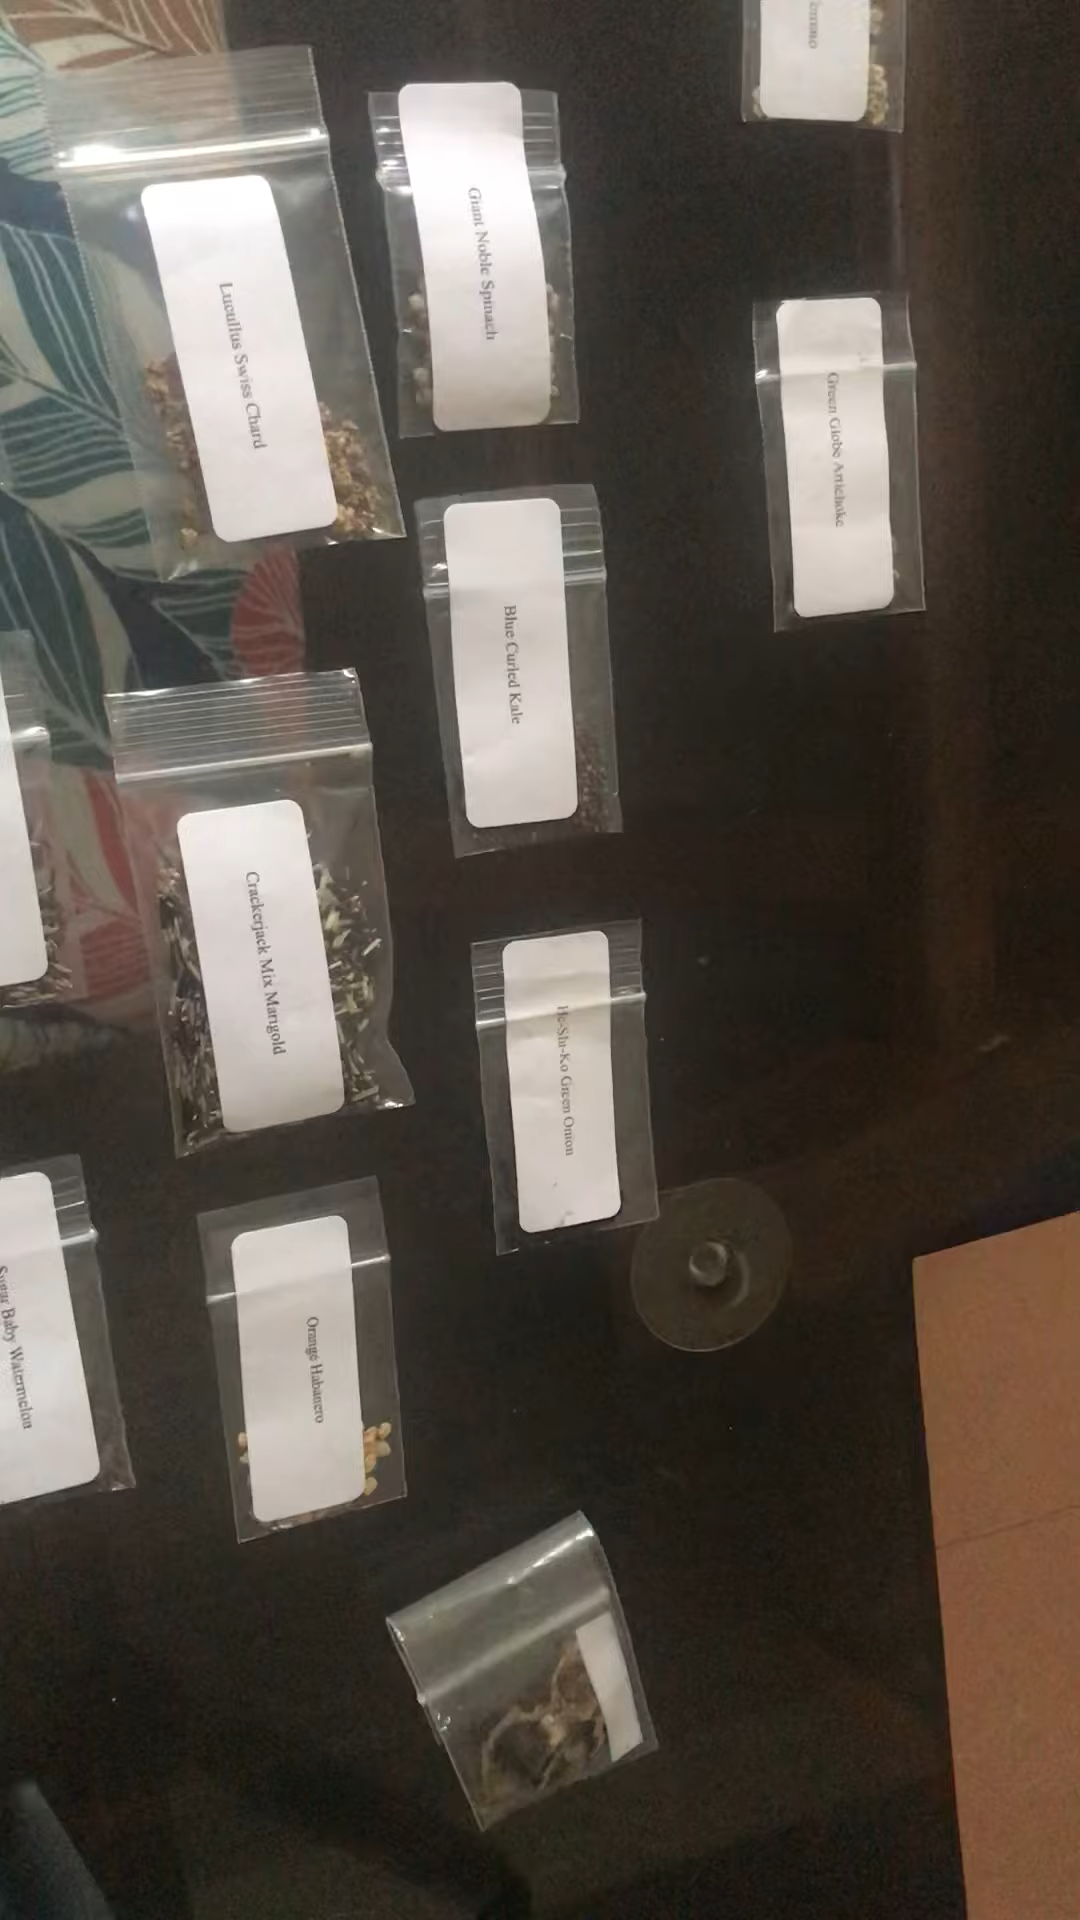 Giant Noble Spinach
Lucullus Swiss Chard
Green Globe Artichoke
Blue Curled Kale
Crackerjack Mix Marigold
He-Shi-Ko Green Onion
Baby Watermelon
Orange Habanero